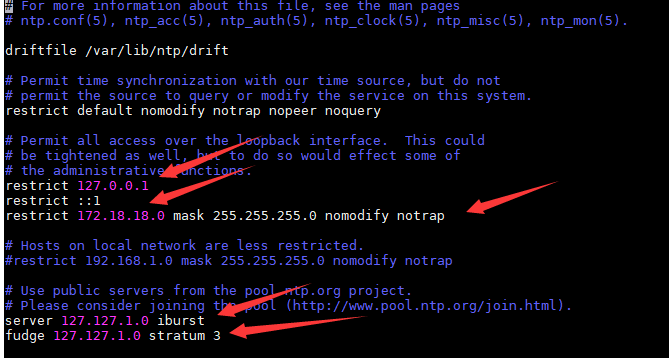 # For more information about this file, see the man pages
# ntp.conf(5), ntp_acc(5), ntp_auth(5), ntp_clock(5), ntp_misc(5), ntp_mon(5).
driftfile /var/lib/ntp/drift
# Permit time synchronization with our time source, but do not
# permit the source to query or modify the service on this system.
restrict default nomodify notrap nopeer noquery
# Permit all access over the loopback interface.  This could
# be tightened as well, but to do so would effect some of
# the administrative functions.
restrict 127.0.0.1
restrict ::1
restrict 172.18.18.0 mask 255.255.255.0 nomodify notrap
# Hosts on local network are less restricted.
#restrict 192.168.1.0 mask 255.255.255.0 nomodify notrap
# Use public servers from the pool.ntp.org project.
# Please consider joining the pool (http://www.pool.ntp.org/join.html).
server 127.127.1.0 iburst
fudge 127.127.1.0 stratum 3